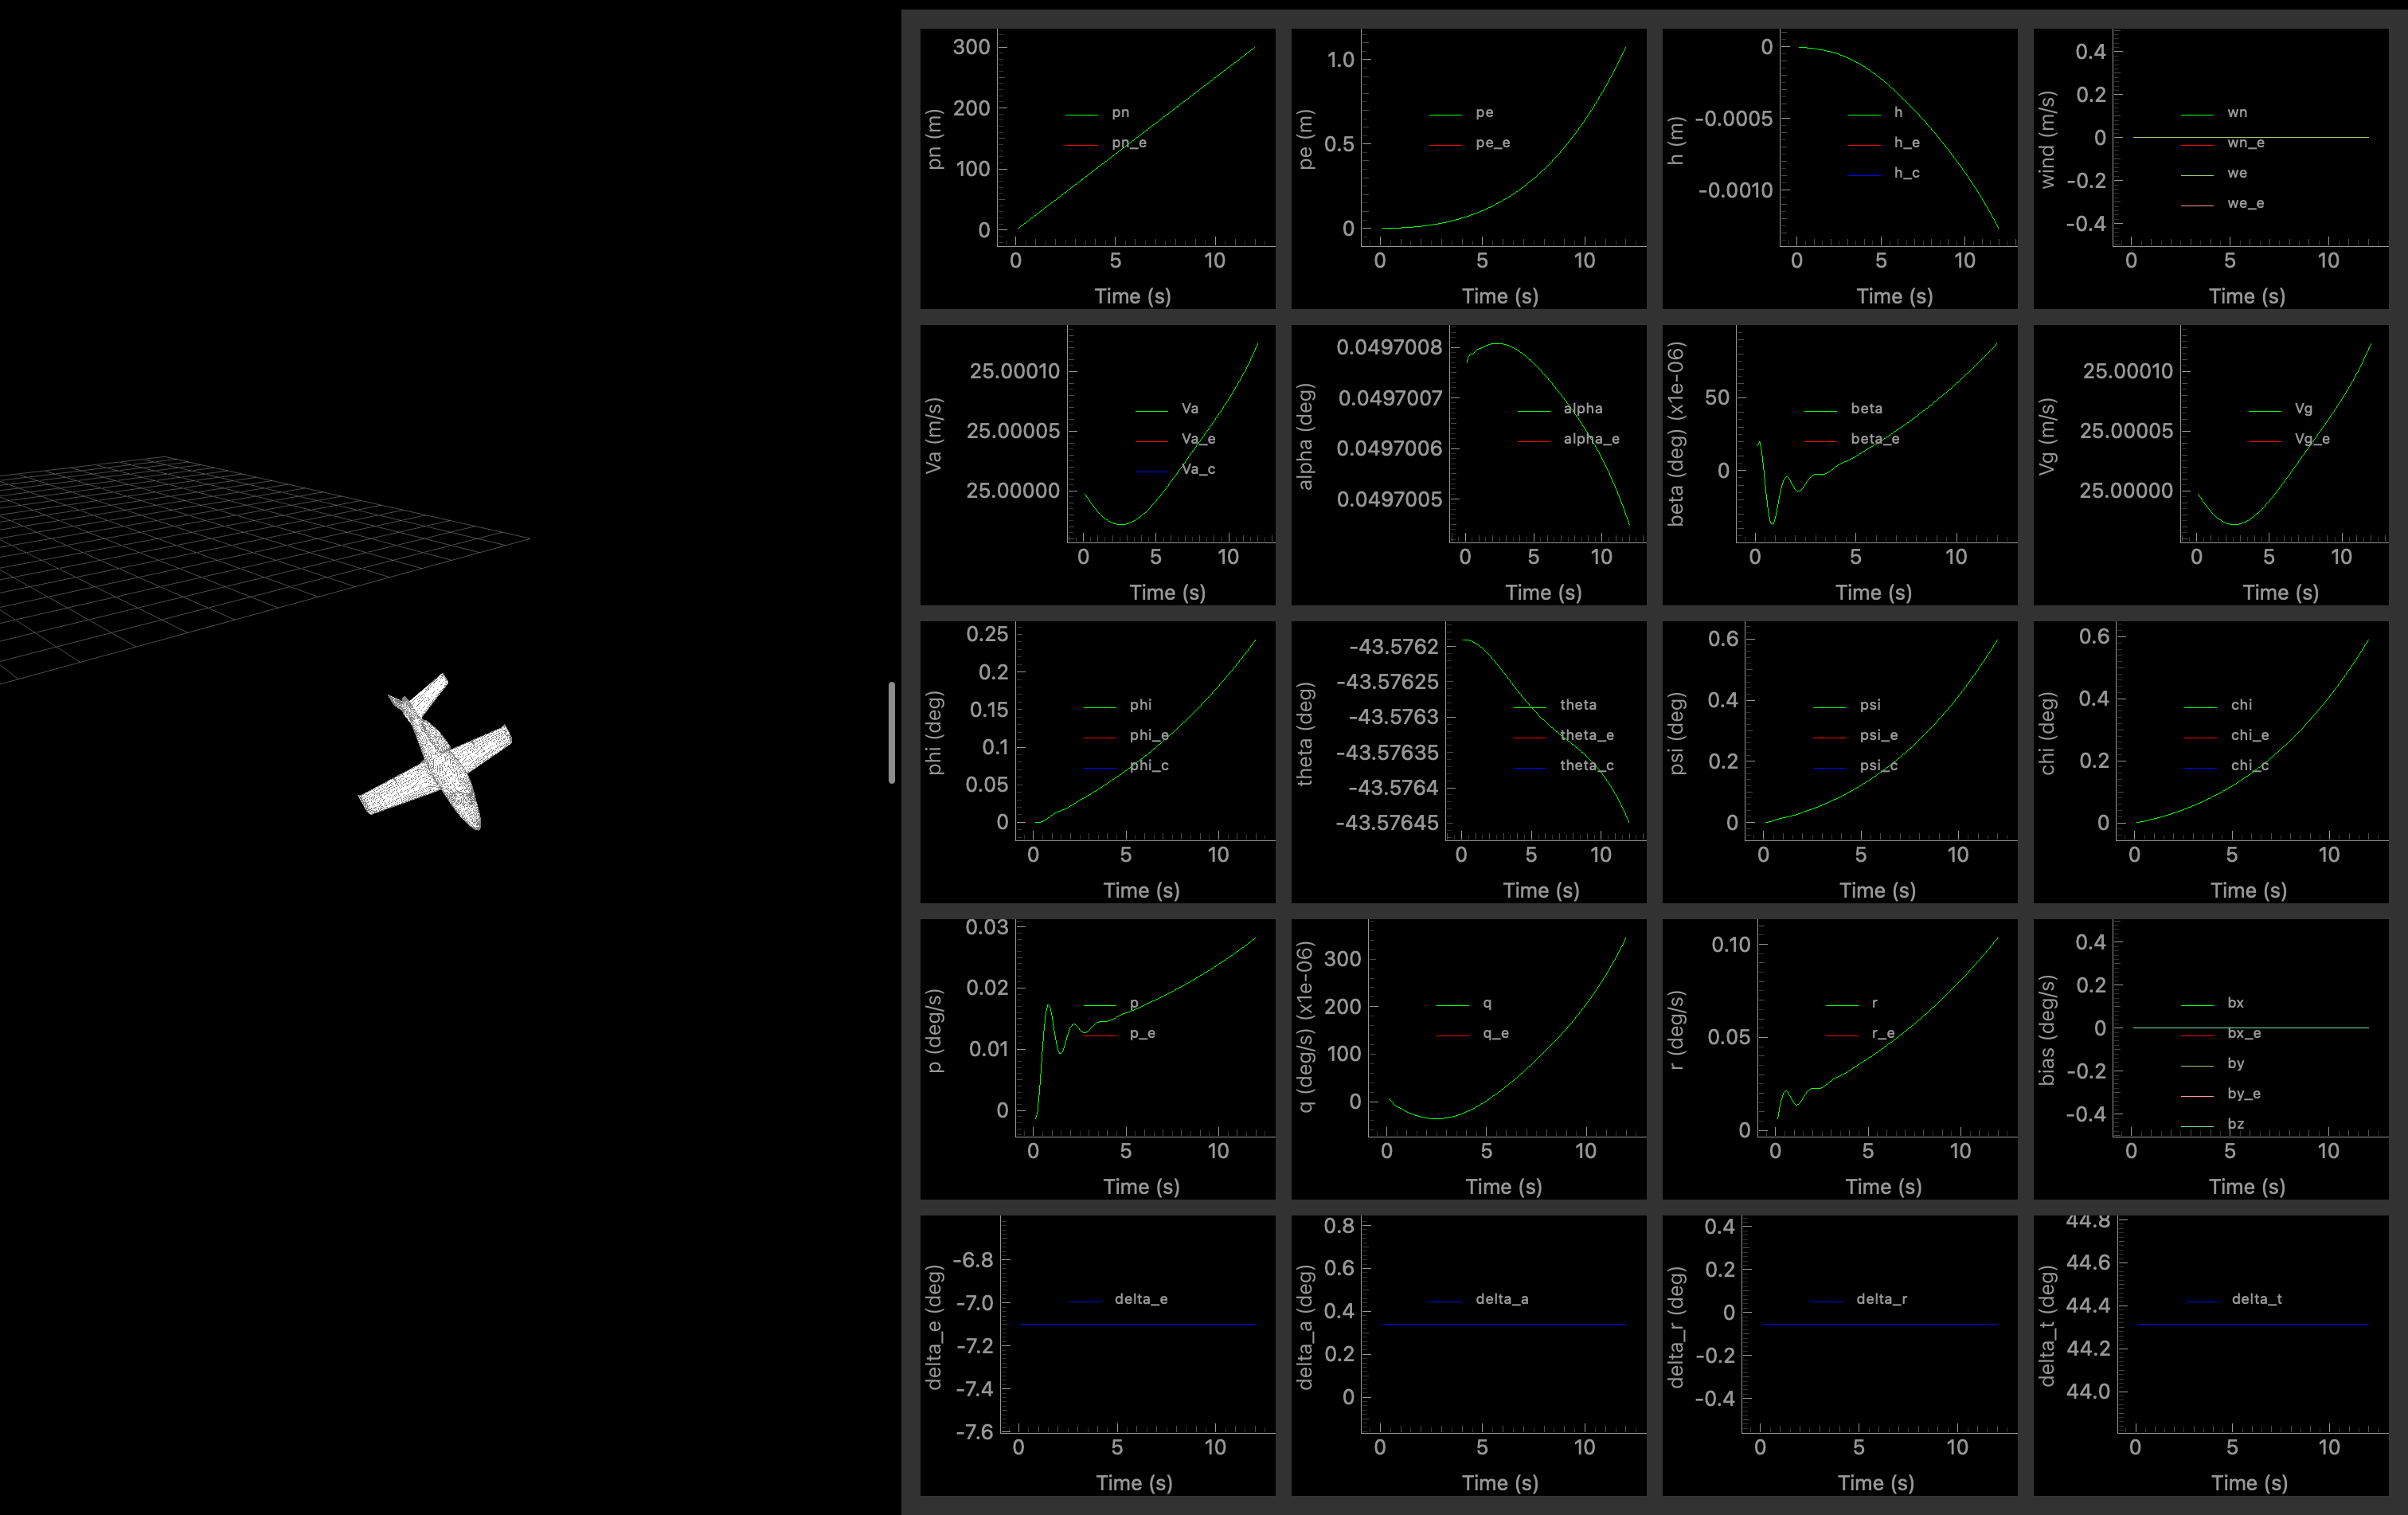 pn (m)
300
200
100
0
pn
pn_e
0 5 10
Time (s)
pe (m)
1.0
0.5
0
pe
pe_e
0 5 10
Time (s)
h (m)
0
-0.0005
-0.0010
h
h_e
h_c
0 5 10
Time (s)
wind (m/s)
0.4
0.2
0
-0.2
-0.4
wn
wn_e
we
we_e
0 5 10
Time (s)
Va (m/s)
25.00010
25.00005
25.00000
Va
Va_e
Va_c
0 5 10
Time (s)
alpha (deg)
0.0497008
0.0497007
0.0497006
0.0497005
alpha
alpha_e
0 5 10
Time (s)
beta (deg) (x1e-06)
50
0
beta
beta_e
0 5 10
Time (s)
Vg (m/s)
25.00010
25.00005
25.00000
Vg
Vg_e
0 5 10
Time (s)
phi (deg)
0.25
0.2
0.15
0.1
0.05
0
phi
phi_e
phi_c
0 5 10
Time (s)
theta (deg)
-43.5762
-43.57625
-43.5763
-43.57635
-43.5764
-43.57645
theta
theta_e
theta_c
0 5 10
Time (s)
psi (deg)
0.6
0.4
0.2
0
psi
psi_e
psi_c
0 5 10
Time (s)
chi (deg)
0.6
0.4
0.2
0
chi
chi_e
chi_c
0 5 10
Time (s)
p (deg/s)
0.03
0.02
0.01
0
p
p_e
0 5 10
Time (s)
q (deg/s) (x1e-06)
300
200
100
0
q
q_e
0 5 10
Time (s)
r (deg/s)
0.10
0.05
0
r
r_e
0 5 10
Time (s)
bias (deg/s)
0.4
0.2
0
-0.2
-0.4
bx
bx_e
by
by_e
bz
0 5 10
Time (s)
delta_e (deg)
-6.8
-7.0
-7.2
-7.4
-7.6
delta_e
0 5 10
Time (s)
delta_a (deg)
0.8
0.6
0.4
0.2
0
delta_a
0 5 10
Time (s)
delta_r (deg)
0.4
0.2
0
-0.2
-0.4
delta_r
0 5 10
Time (s)
delta_t (deg)
44.8
44.6
44.4
44.2
44.0
delta_t
0 5 10
Time (s)